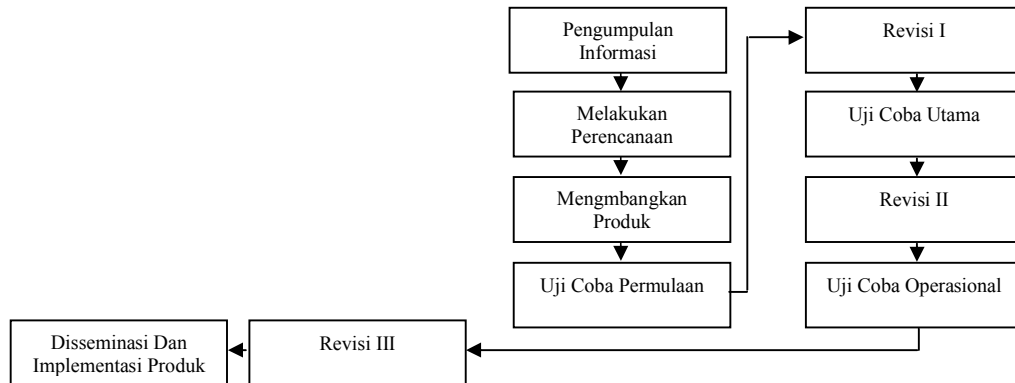 Pengumpulan
Informasi
Melakukan
Perencanaan
Mengmbangkan
Produk
Uji Coba Permulaan
Revisi I
Uji Coba Utama
Revisi II
Uji Coba Operasional
Revisi III
Disseminasi Dan
Implementasi Produk